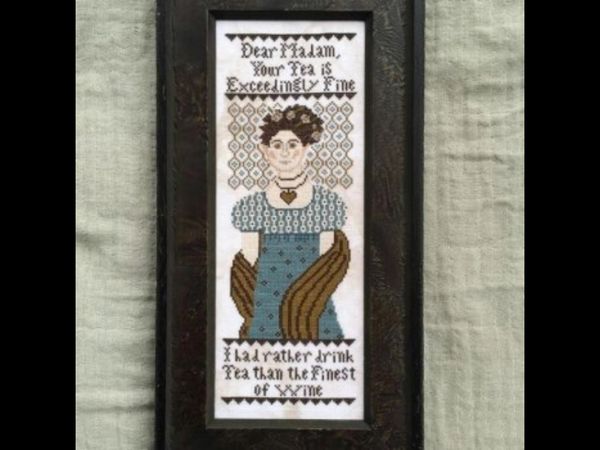 Dear Madam,
Your Tea is
Exceedingly Fine
I had rather drink
Tea than the Finest
of Wine